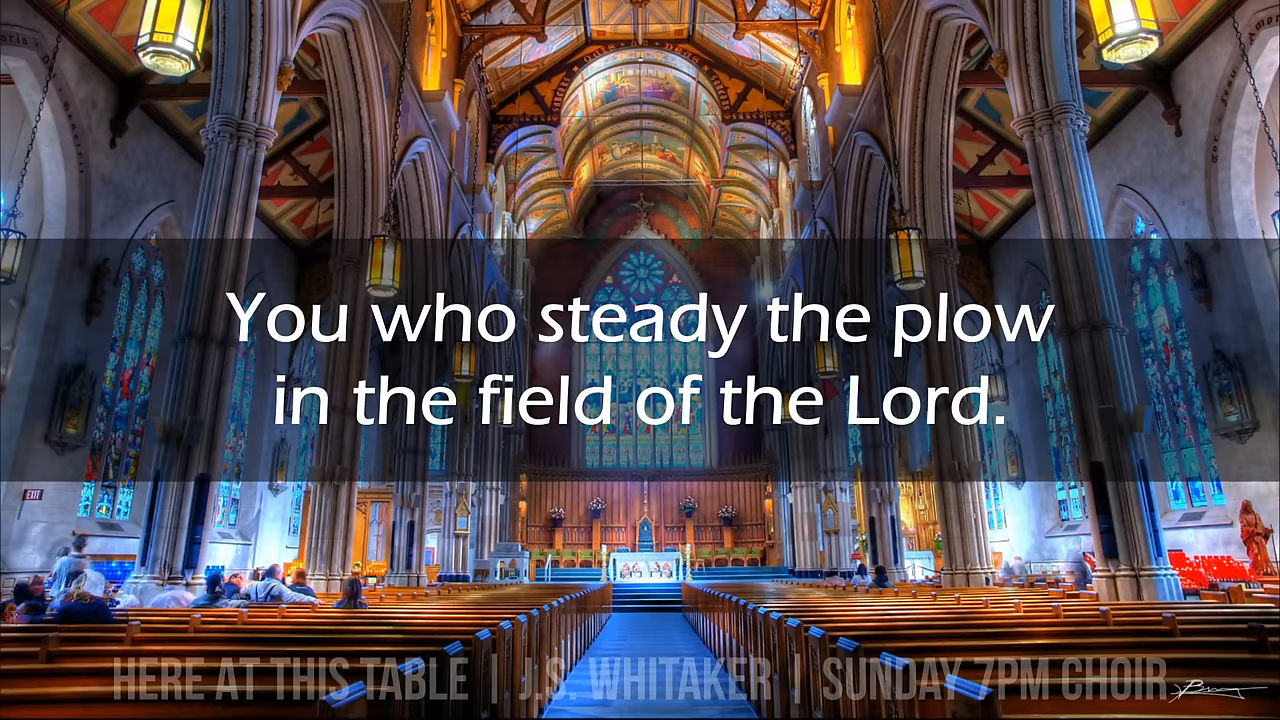 You who steady the plow
in the field of the Lord.
EXIT
HERE AT THIS TABLE | J.S. WHITAKER | SUNDAY 7PM CHOIR